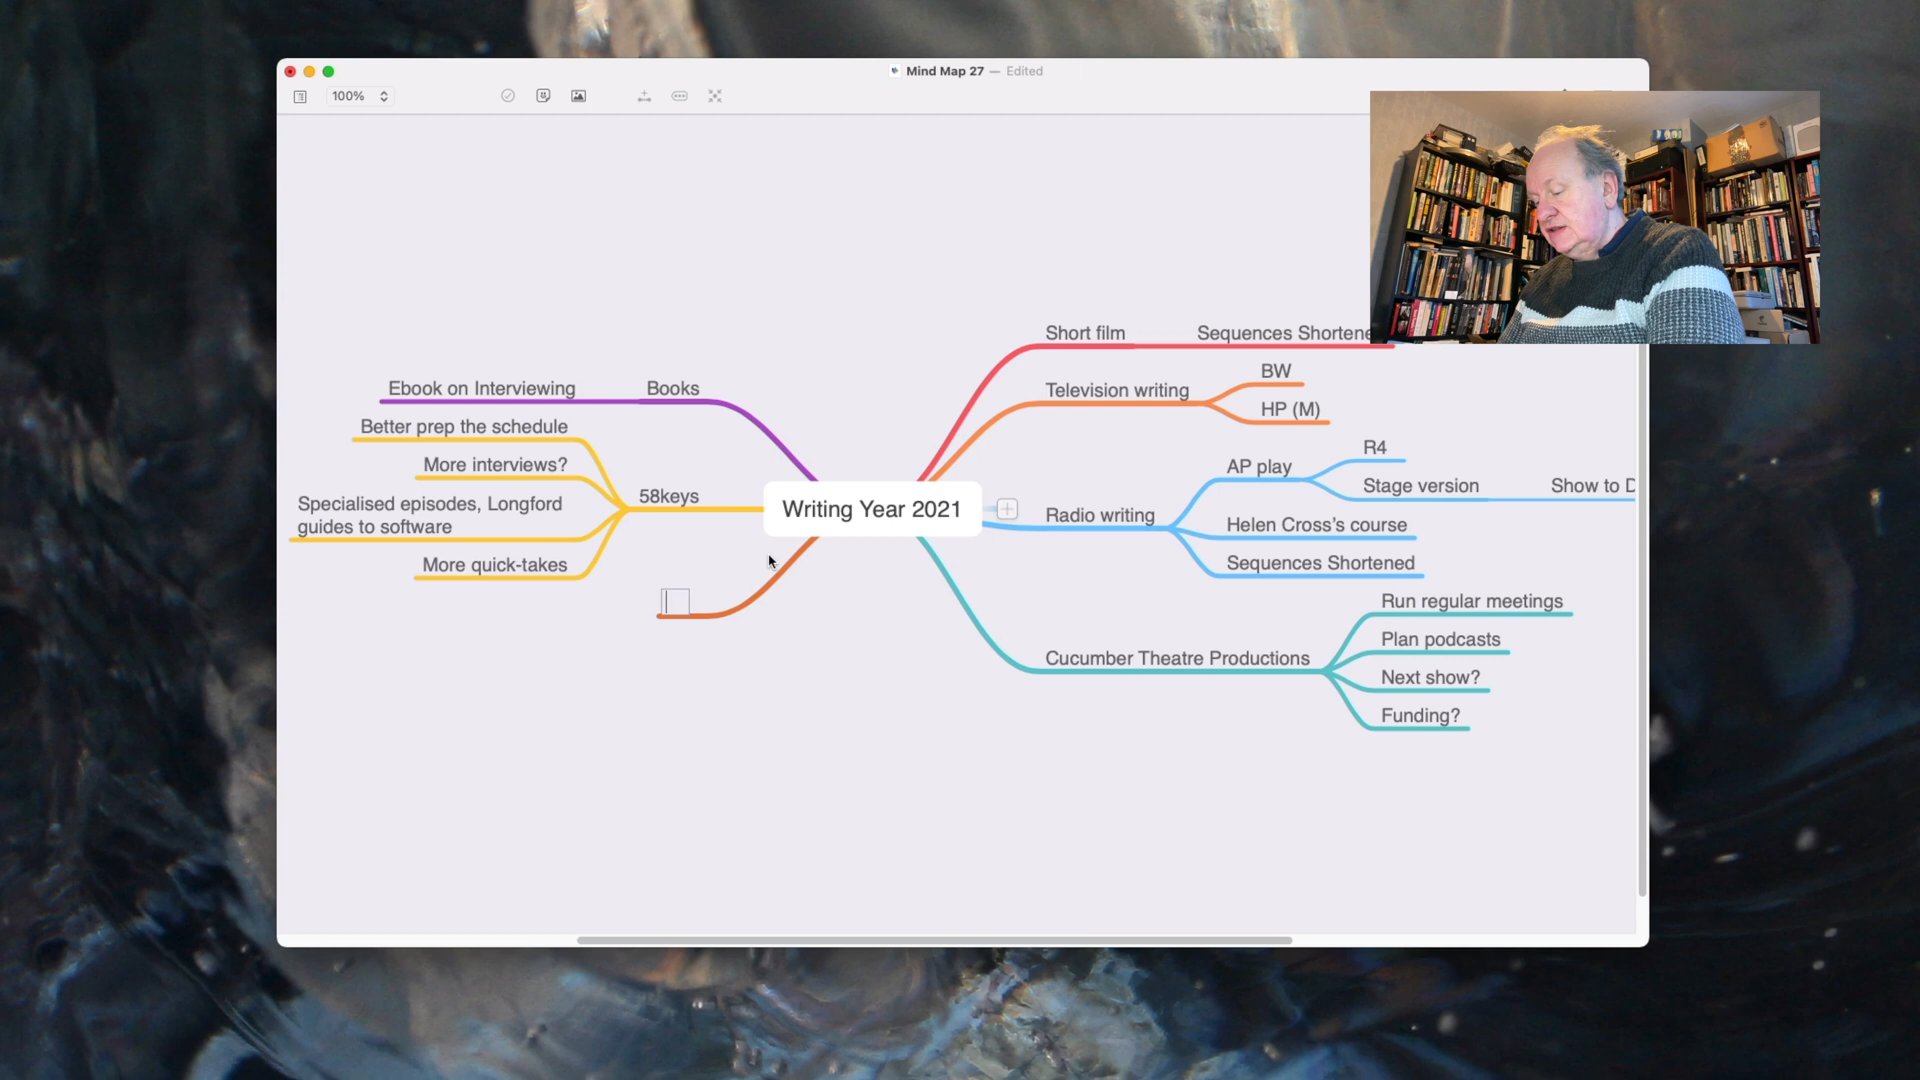 Mind Map 27 — Edited
100%
Short film
Sequences Shortene
Television writing
BW
HP (M)
Ebook on Interviewing
Books
Better prep the schedule
More interviews?
58keys
Specialised episodes, Longford
guides to software
More quick-takes
Writing Year 2021
Radio writing
AP play
R4
Stage version
Show to D
Helen Cross’s course
Sequences Shortened
Cucumber Theatre Productions
Run regular meetings
Plan podcasts
Next show?
Funding?